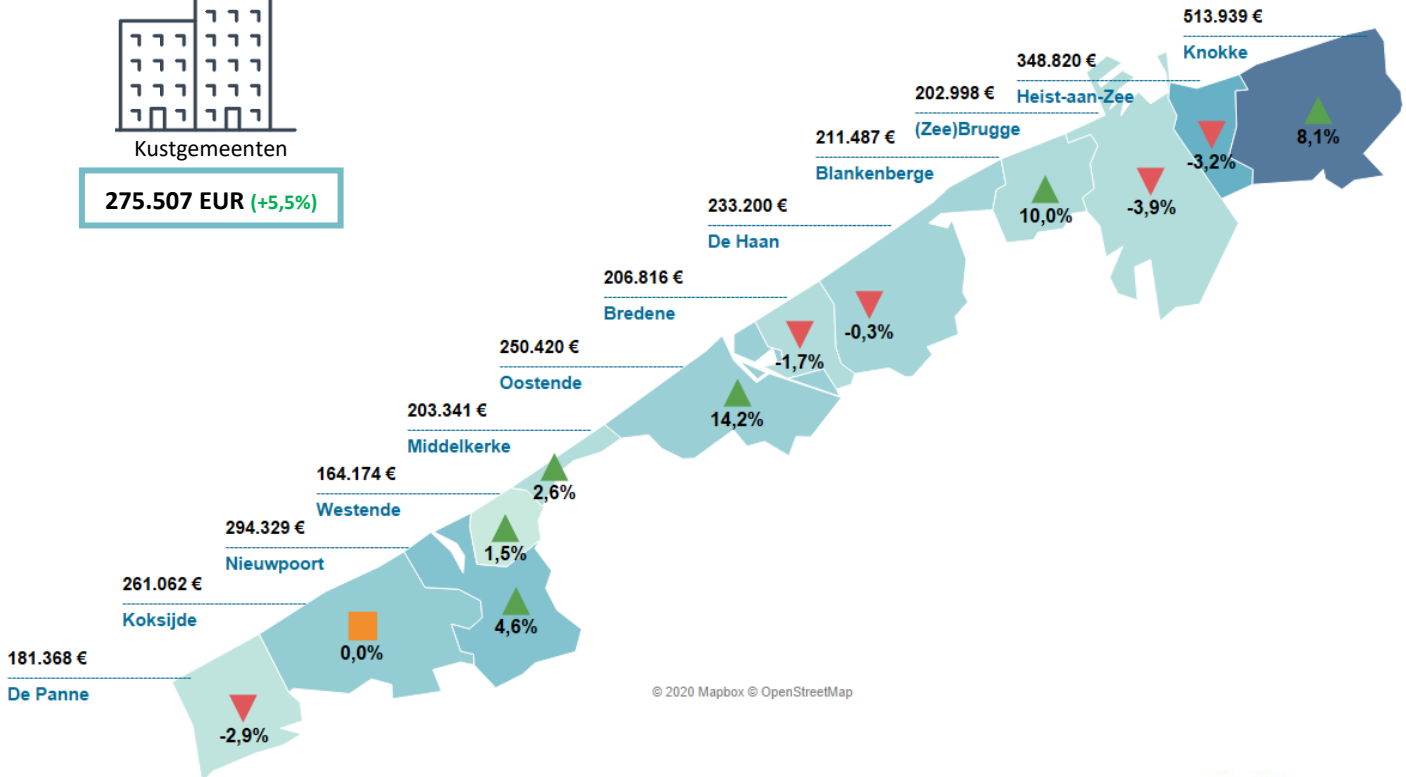 Kustgemeenten
275.507 EUR (+5,5%)
513.939 €
Knokke
8,1%
348.820 €
Heist-aan-Zee
-3,2%
202.998 €
(Zee)Brugge
-3,9%
211.487 €
Blankenberge
10,0%
233.200 €
De Haan
-0,3%
206.816 €
Bredene
-1,7%
250.420 €
Oostende
14,2%
203.341 €
Middelkerke
2,6%
164.174 €
Westende
1,5%
294.329 €
Nieuwpoort
4,6%
261.062 €
Koksijde
0,0%
181.368 €
De Panne
-2,9%
© 2020 Mapbox © OpenStreetMap